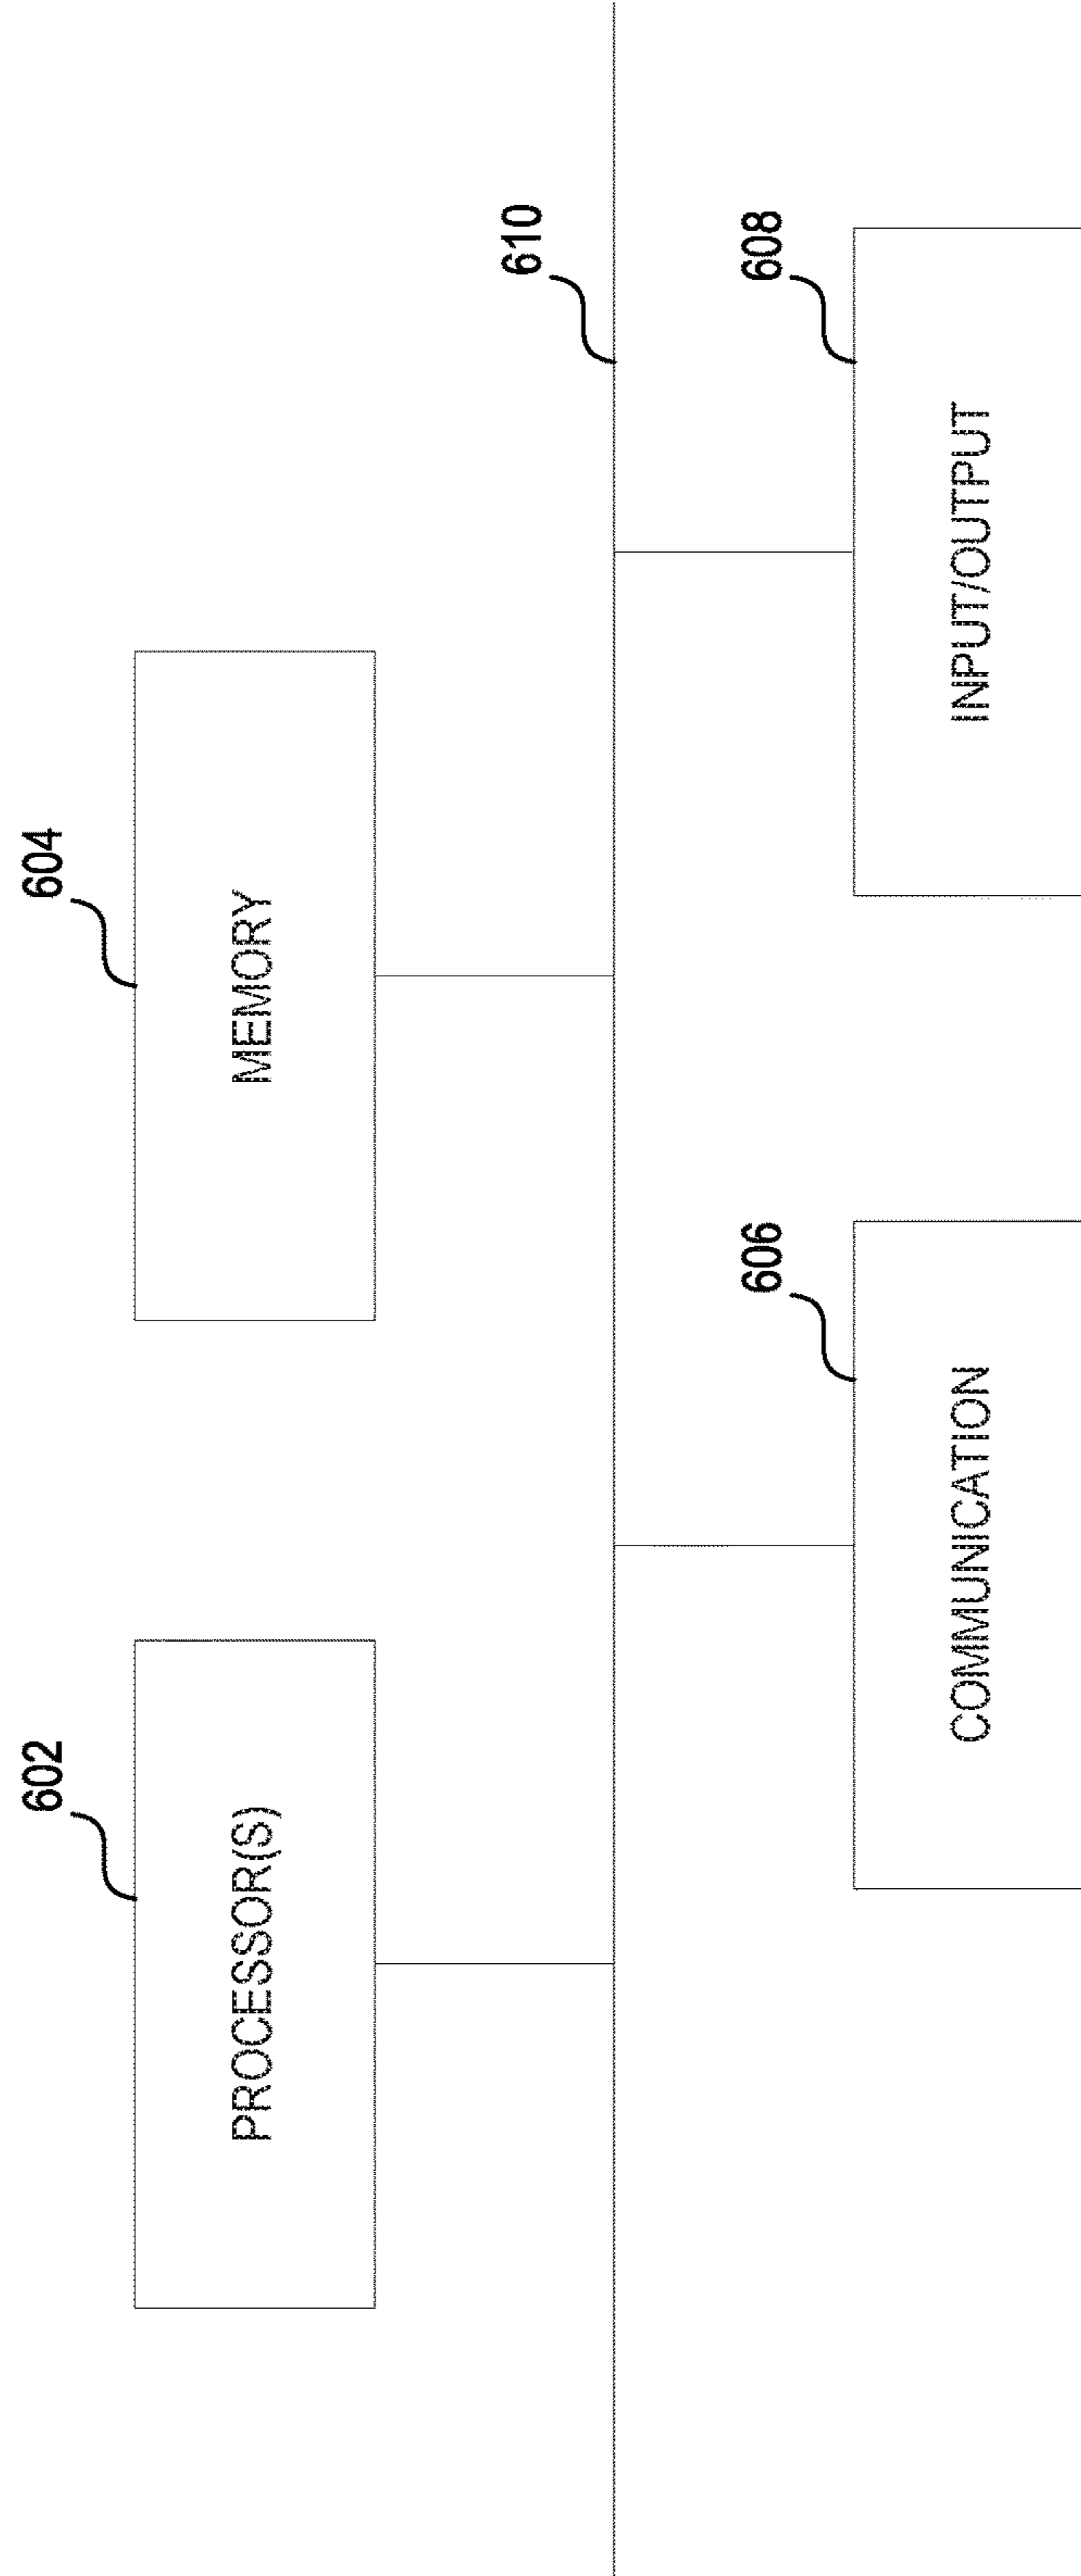 602
PROCESSOR(S)
604
MEMORY
610
606
COMMUNICATION
608
INPUT/OUTPUT